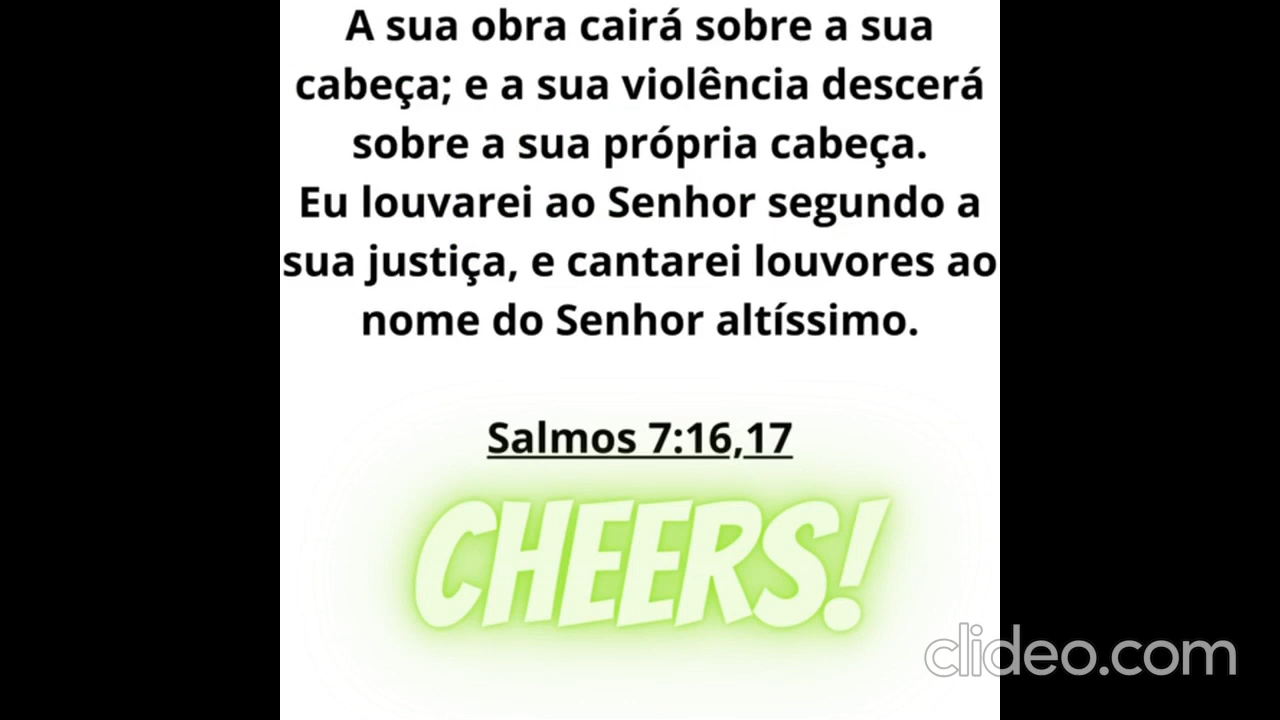 A sua obra cairá sobre a sua
cabeça; e a sua violência descerá
sobre a sua própria cabeça.
Eu louvarei ao Senhor segundo a
sua justiça, e cantarei louvores ao
nome do Senhor altíssimo.
Salmos 7:16,17
CHEERS!
clideo.com